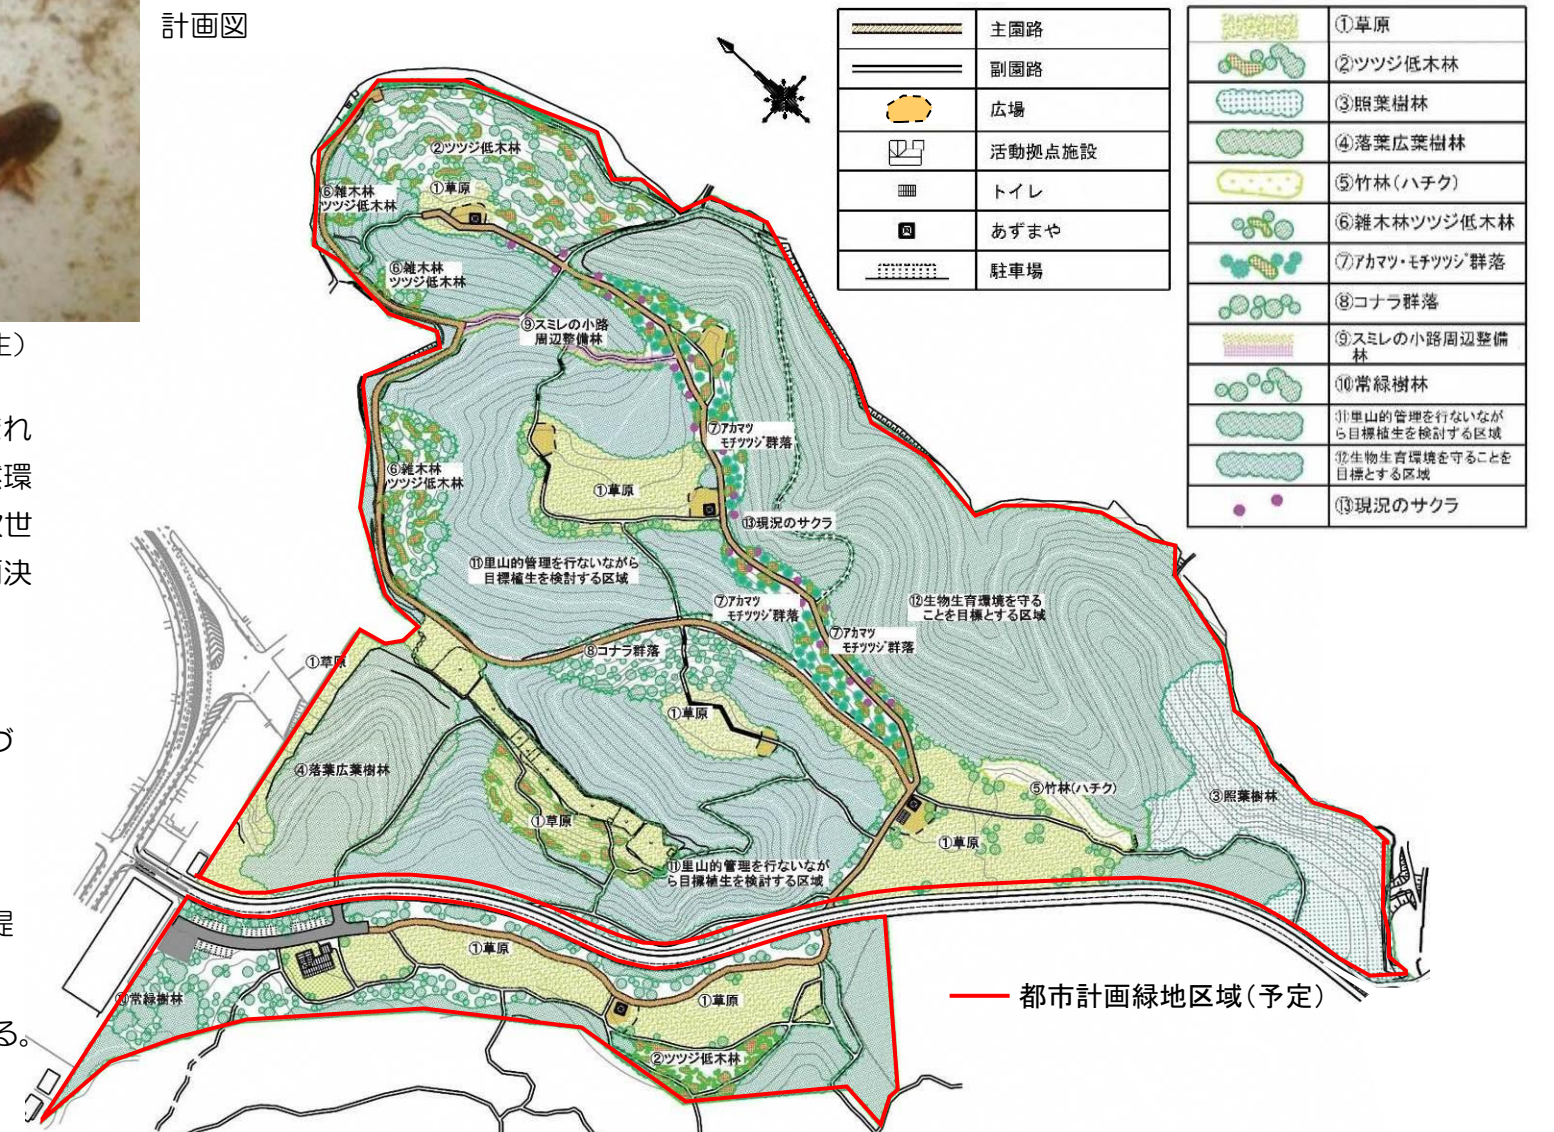 計画図
主園路
副園路
広場
活動拠点施設
トイレ
あずまや
駐車場
①草原
②ツツジ低木林
③照葉樹林
④落葉広葉樹林
⑤竹林(ハチク)
⑥雑木林ツツジ低木林
⑦アカマツ・モチツツジ群落
⑧コナラ群落
⑨スミレの小路周辺整備
林
⑩常緑樹林
⑪里山的管理を行ないなが
ら目標植生を検討する区域
⑫生物生育環境を守ることを
目標とする区域
⑬現況のサクラ
②ツツジ低木林
①草原
⑥雑木林
ツツジ低木林
⑥雑木林
ツツジ低木林
⑨スミレの小路
周辺整備林
⑦アカマツ
モチツツジ群落
⑥雑木林
ツツジ低木林
①草原
⑬現況のサクラ
⑪里山的管理を行ないながら
目標植生を検討する区域
⑦アカマツ
モチツツジ群落
⑫生物生育環境を守る
ことを目標とする区域
⑦アカマツ
モチツツジ群落
⑧コナラ群落
①草原
①草原
④落葉広葉樹林
⑤竹林(ハチク)
③照葉樹林
①草原
①草原
⑪里山的管理を行ないなが
ら目標植生を検討する区域
①草原
⑩常緑樹林
①草原
②ツツジ低木林
都市計画緑地区域(予定)
生)
れ
環
世
決
づ
提
る。